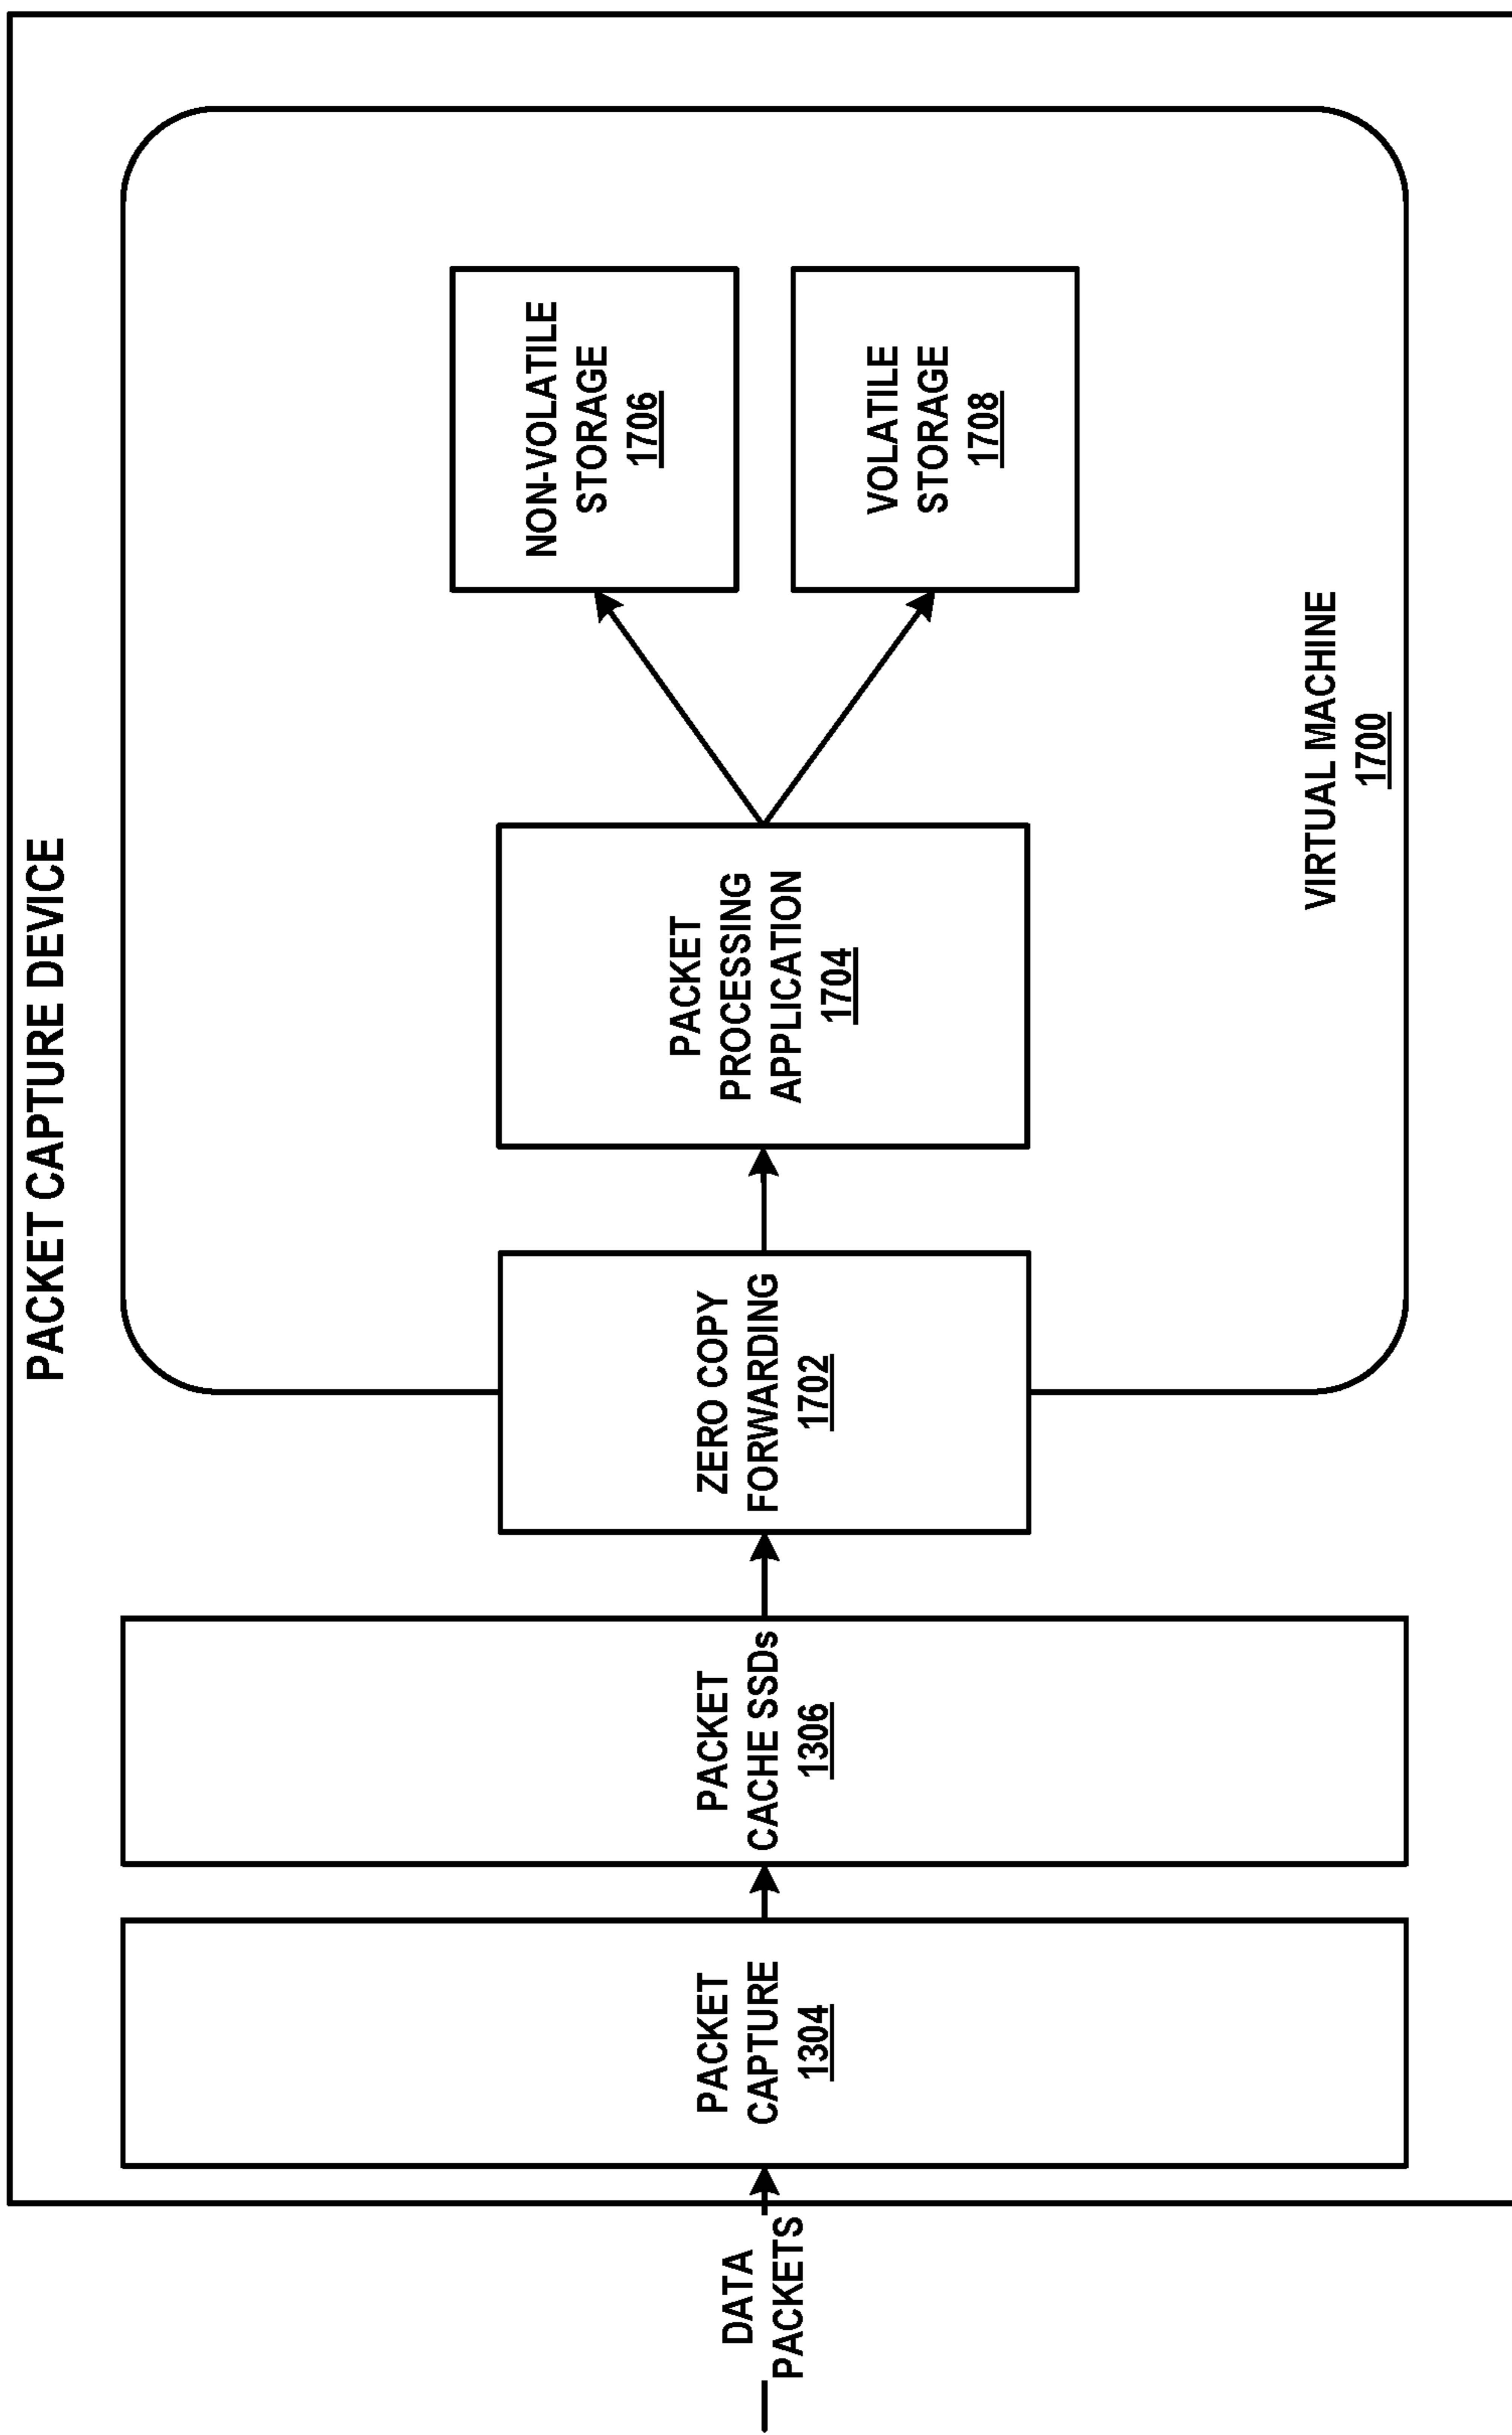 PACKET CAPTURE DEVICE
DATA
PACKETS
PACKET
CAPTURE
1304
PACKET
CACHE SSDs
1306
ZERO COPY
FORWARDING
1702
PACKET
PROCESSING
APPLICATION
1704
NON-VOLATILE
STORAGE
1706
VOLATILE
STORAGE
1708
VIRTUAL MACHINE
1700